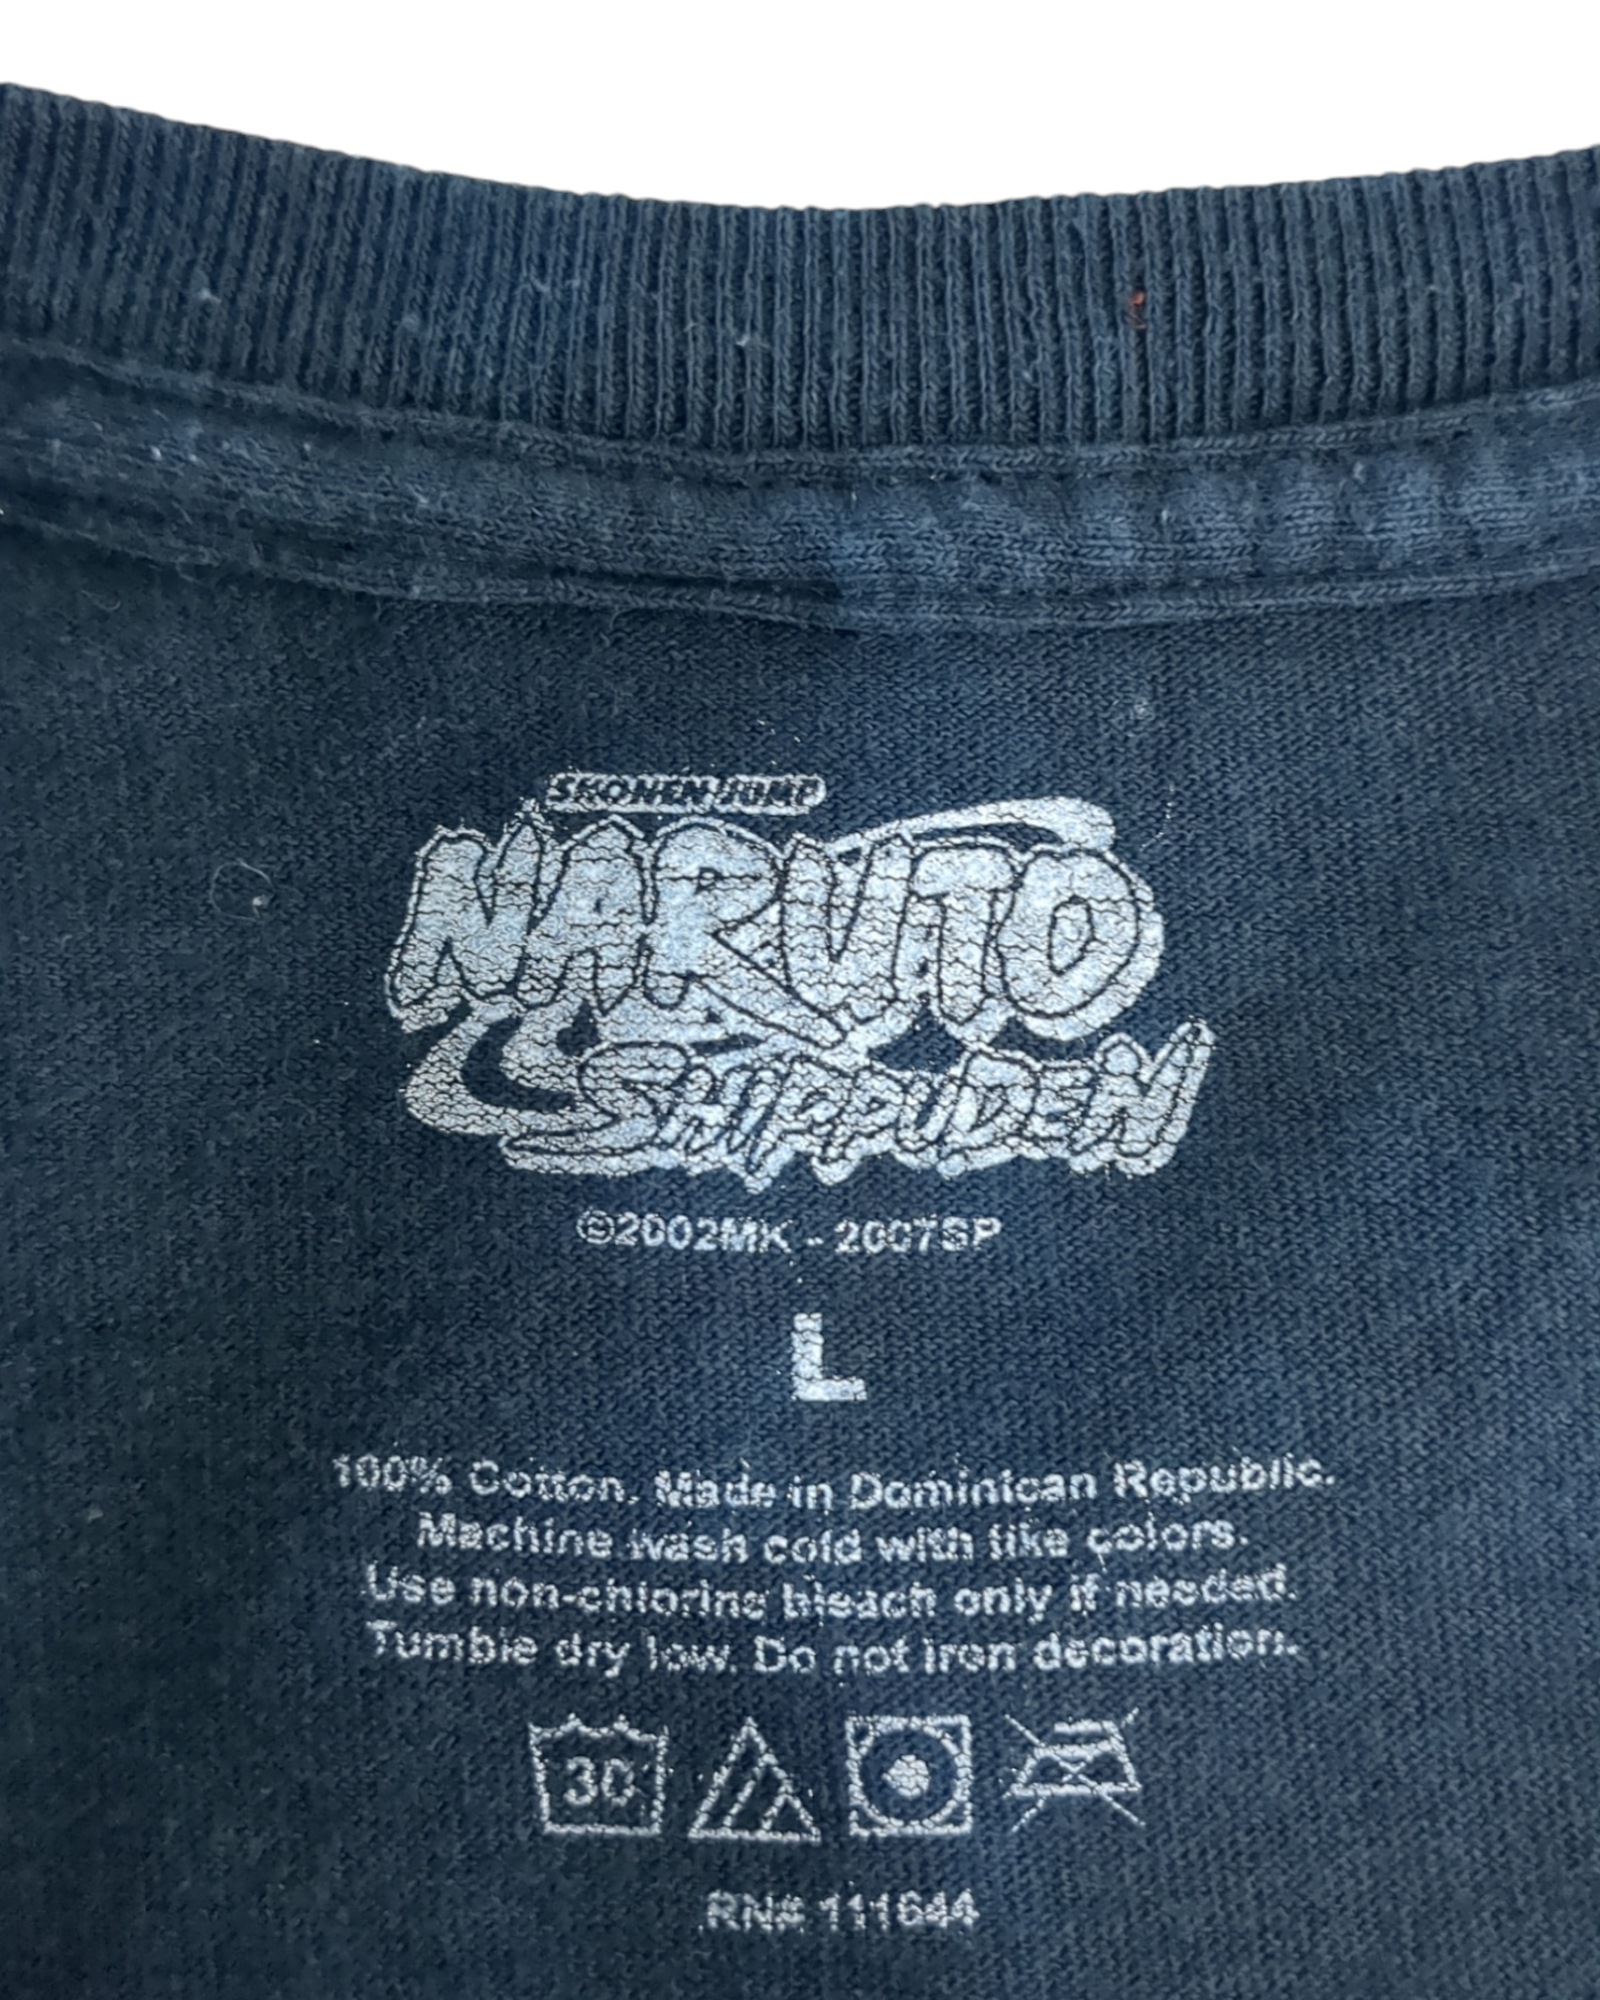 SHONEN JUMP
NARUTO
SHIPPUDEN
©2002MK - 2007SP
L
100% Cotton. Made in Dominican Republic.
Machine wash cold with like colors.
Use non-chlorine bleach only if needed.
Tumble dry low. Do not iron decoration.
30
RN# 111644